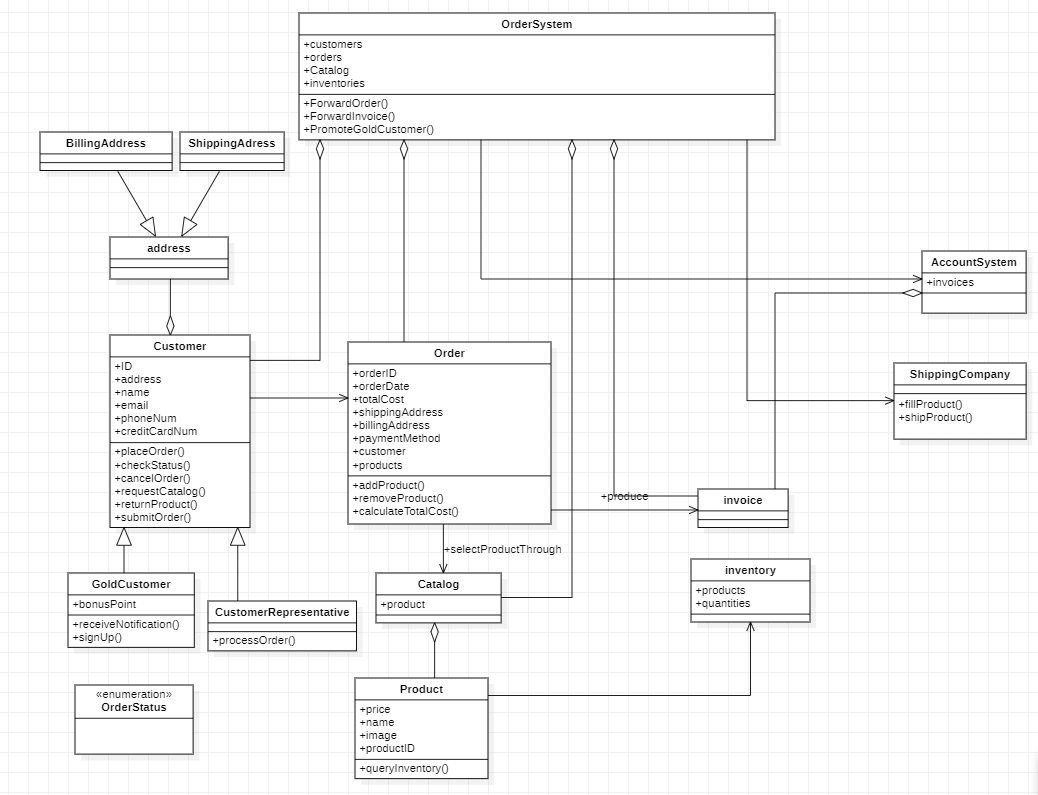 OrderSystem
+customers
+orders
+Catalog
+inventories
+ForwardOrder()
+ForwardInvoice()
+PromoteGoldCustomer()
BillingAddress
ShippingAdress
address
AccountSystem
+invoices
Customer
+ID
+address
+name
+email
+phoneNum
+creditCardNum
+placeOrder()
+checkStatus()
+cancelOrder()
+requestCatalog()
+returnProduct()
+submitOrder()
Order
+orderID
+orderDate
+totalCost
+shippingAddress
+billingAddress
+paymentMethod
+customer
+products
+addProduct()
+removeProduct()
+calculateTotalCost()
ShippingCompany
+fillProduct()
+shipProduct()
+produce
invoice
+selectProductThrough
GoldCustomer
+bonusPoint
+receiveNotification()
+signUp()
CustomerRepresentative
+processOrder()
Catalog
+product
inventory
+products
+quantities
«enumeration»
OrderStatus
Product
+price
+name
+image
+productID
+queryInventory()